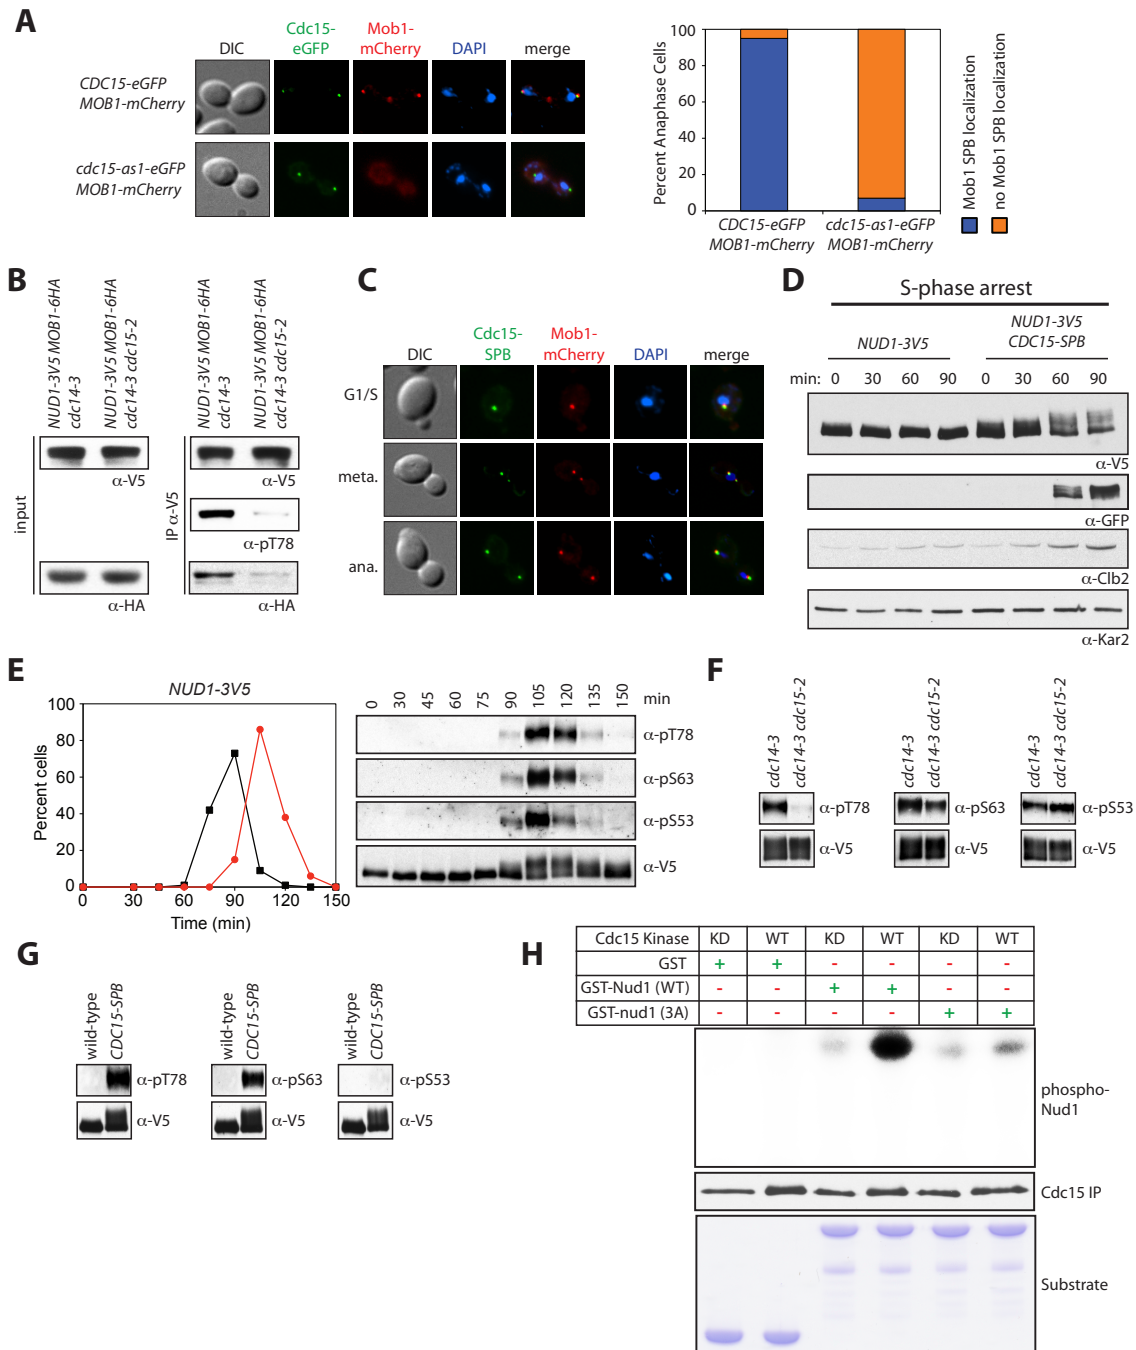 A
DIC
Cdc15-
eGFP
Mob1-
mCherry
DAPI
merge
CDC15-eGFP
MOB1-mCherry
cdc15-as1-eGFP
MOB1-mCherry
Percent Anaphase Cells
100
80
60
40
20
0
CDC15-eGFP
MOB1-mCherry
cdc15-as1-eGFP
MOB1-mCherry
Mob1 SPB localization
no Mob1 SPB localization
B
NUD1-3V5 MOB1-6HA
cdc14-3
NUD1-3V5 MOB1-6HA
cdc14-3 cdc15-2
NUD1-3V5 MOB1-6HA
cdc14-3
NUD1-3V5 MOB1-6HA
cdc14-3 cdc15-2
input
α-V5
α-HA
IP α-V5
α-V5
α-pT78
α-HA
C
DIC
Cdc15-
SPB
Mob1-
mCherry
DAPI
merge
G1/S
meta.
ana.
D
S-phase arrest
NUD1-3V5
NUD1-3V5
CDC15-SPB
min: 0 30 60 90 0 30 60 90
α-V5
α-GFP
α-Clb2
α-Kar2
E
NUD1-3V5
Percent cells
100
80
60
40
20
0
0 30 60 90 120 150
Time (min)
0 30 45 60 75 90 105 120 135 150 min
α-pT78
α-pS63
α-pS53
α-V5
F
cdc14-3
cdc14-3 cdc15-2
α-pT78
α-V5
cdc14-3
cdc14-3 cdc15-2
α-pS63
α-V5
cdc14-3
cdc14-3 cdc15-2
α-pS53
α-V5
G
wild-type
CDC15-SPB
α-pT78
α-V5
wild-type
CDC15-SPB
α-pS63
α-V5
wild-type
CDC15-SPB
α-pS53
α-V5
H
Cdc15 Kinase KD WT KD WT KD WT
GST + + - - - -
GST-Nud1 (WT) - - + + - -
GST-nud1 (3A) - - - - + +
phospho-
Nud1
Cdc15 IP
Substrate